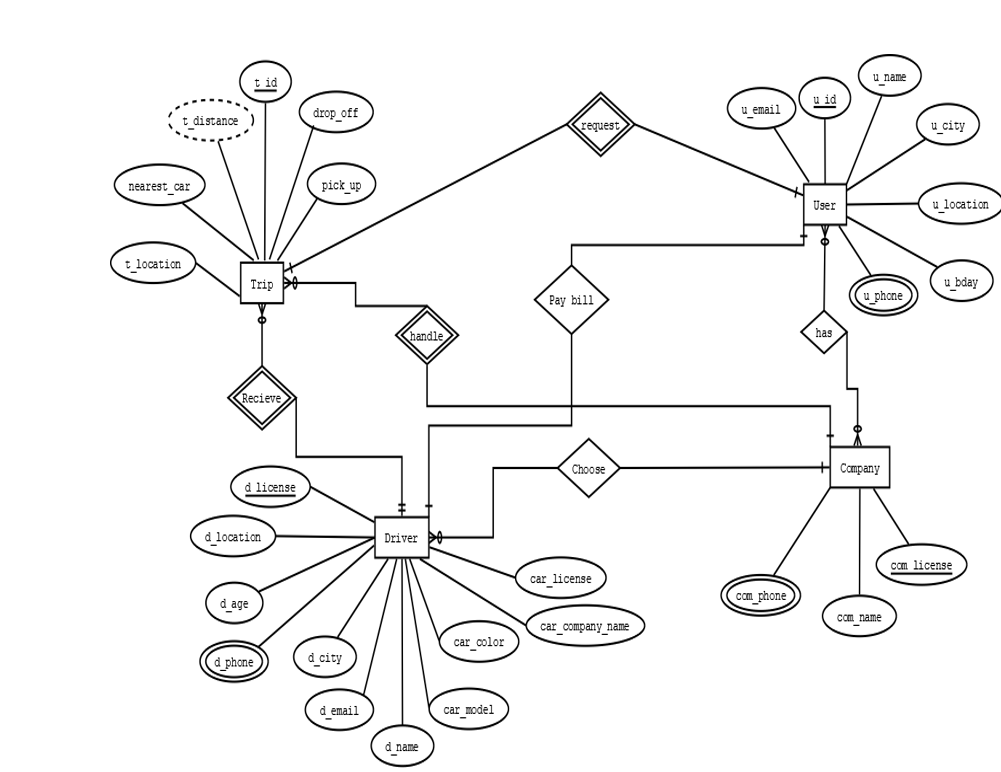 t_id
t_distance
drop_off
nearest_car
pick_up
t_location
Trip
request
u_email
u_id
u_name
u_city
User
u_location
u_bday
u_phone
Pay bill
has
handle
Recieve
Choose
Company
d_license
d_location
Driver
d_age
d_phone
d_city
d_email
d_name
car_model
car_color
car_company_name
car_license
com_license
com_phone
com_name